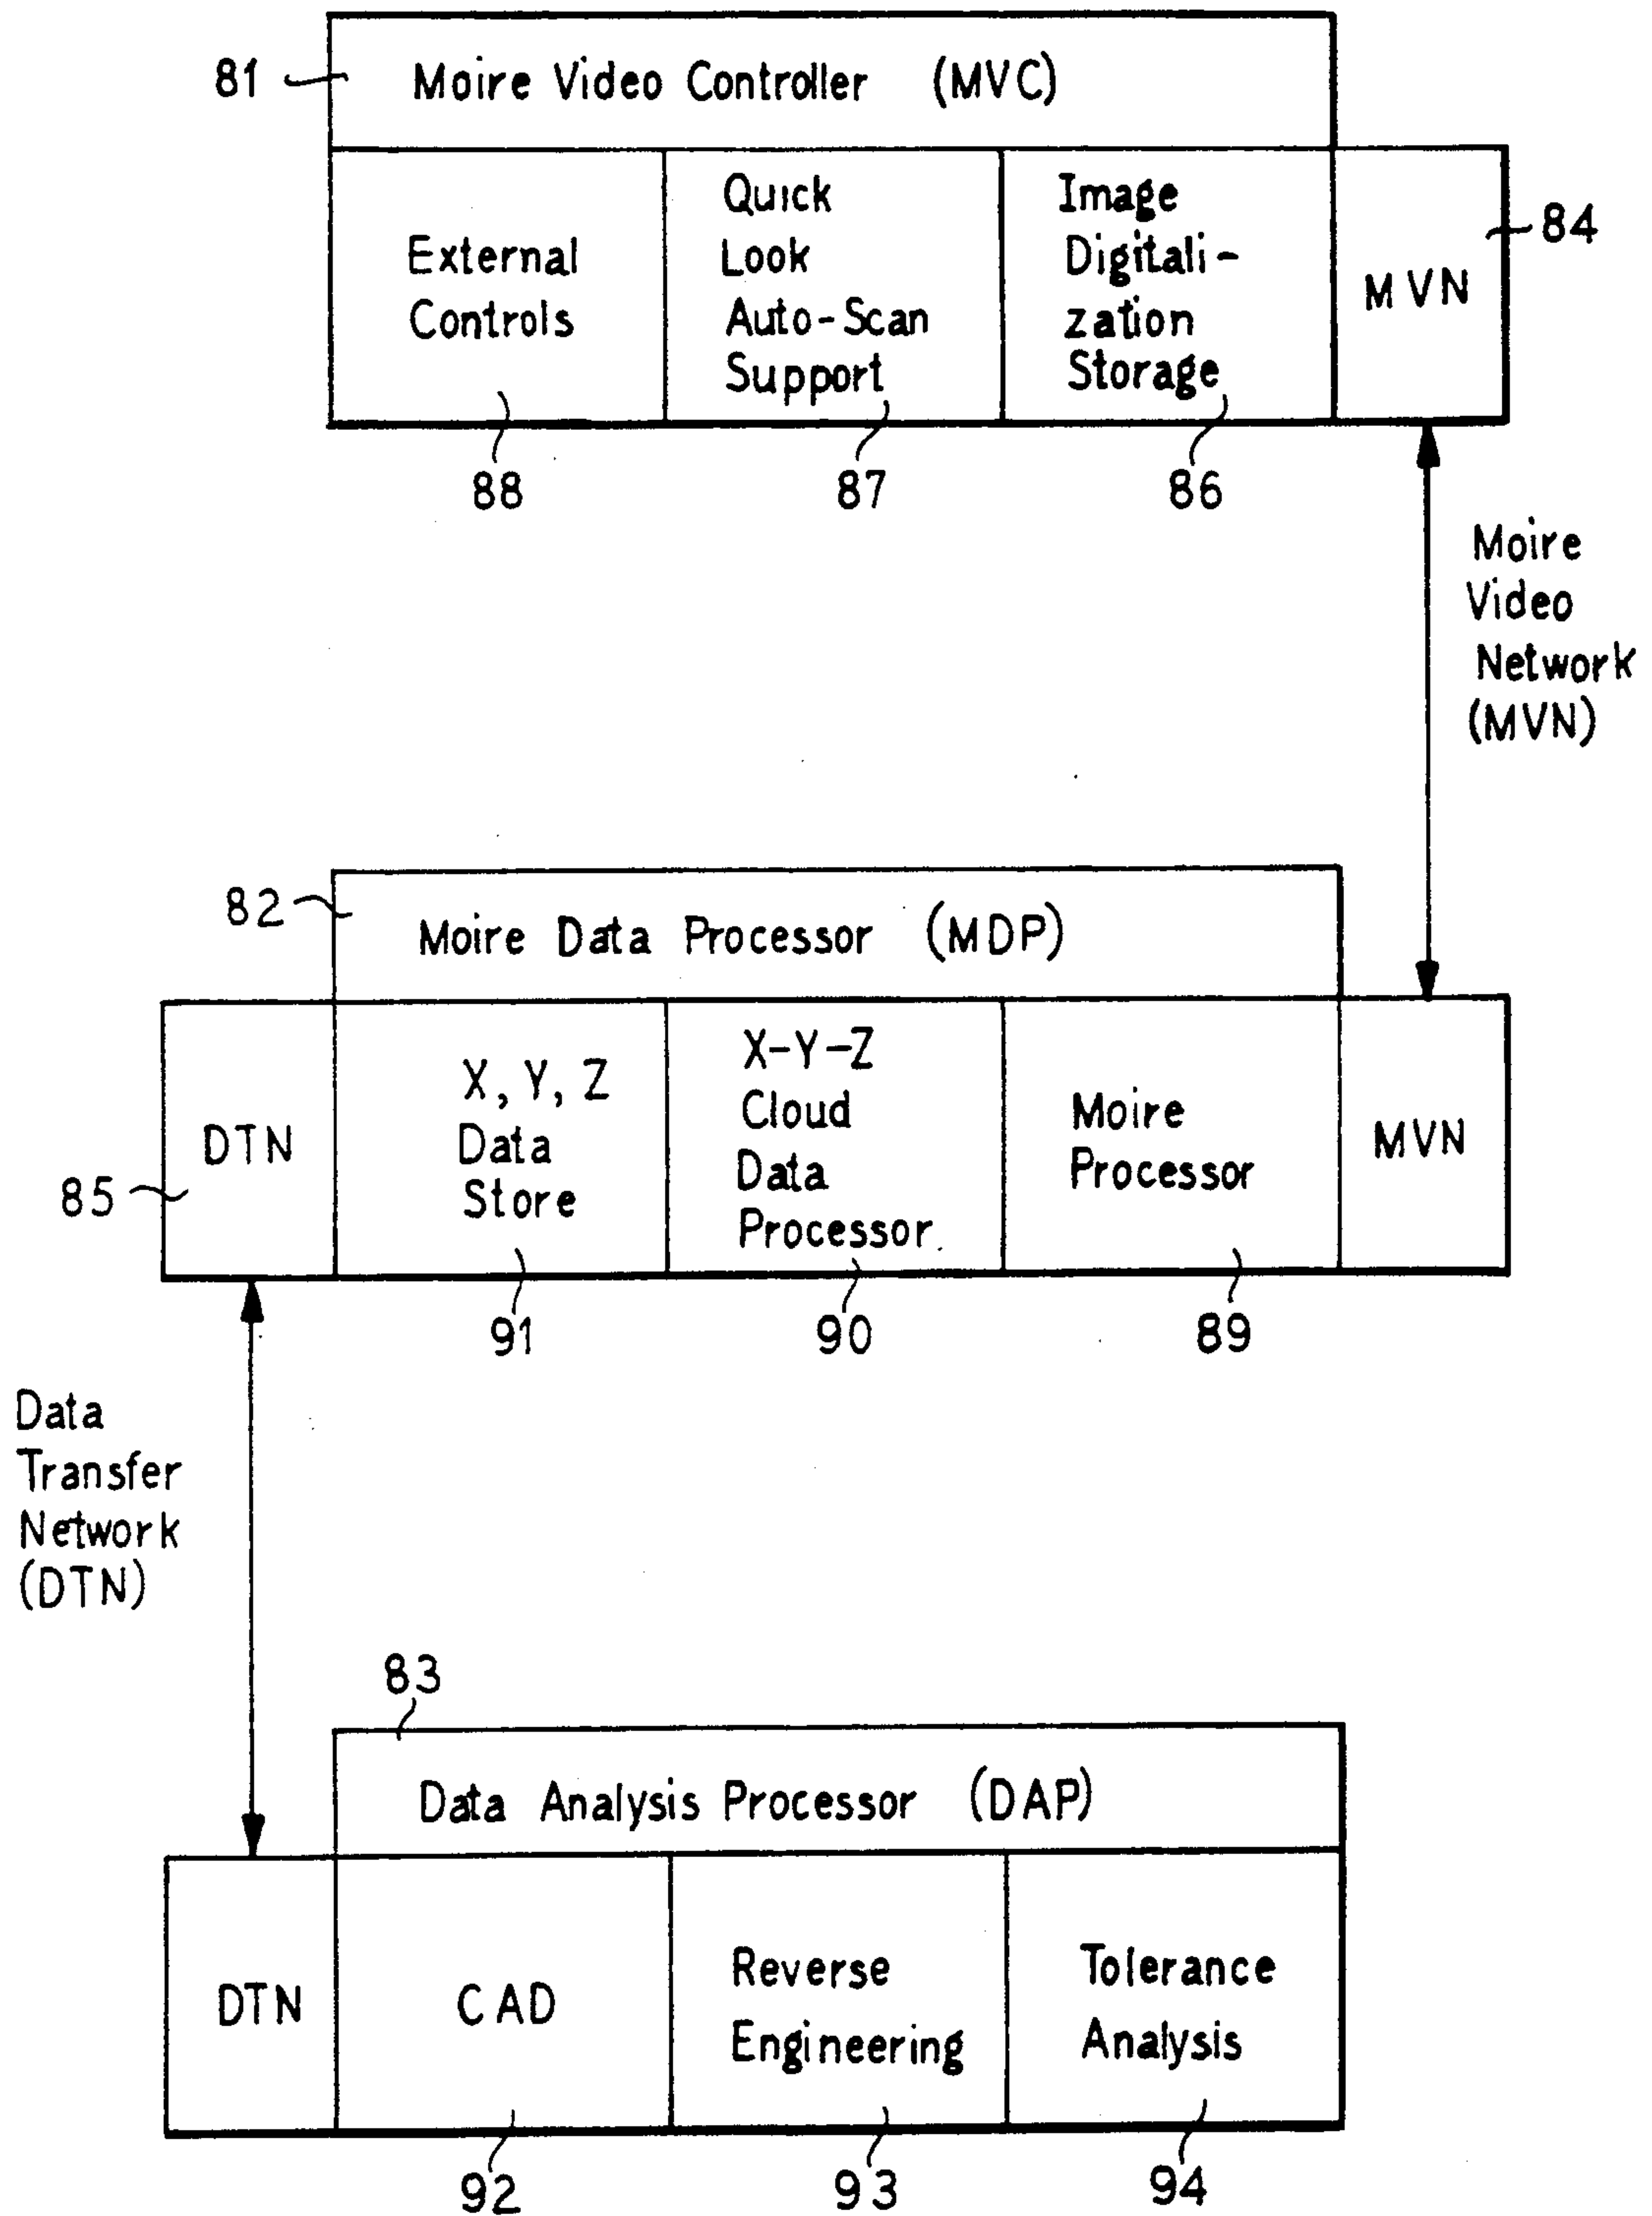 81
Moire Video Controller (MVC)
External
Controls
Quick
Look
Auto-Scan
Support
Image
Digitali-
zation
Storage
MVN
84
88
87
86
Moire
Video
Network
(MVN)
82
Moire Data Processor (MDP)
DTN
85
X, Y, Z
Data
Store
X-Y-Z
Cloud
Data
Processor
Moire
Processor
MVN
91
90
89
Data
Transfer
Network
(DTN)
83
Data Analysis Processor (DAP)
DTN
CAD
Reverse
Engineering
Tolerance
Analysis
92
93
94